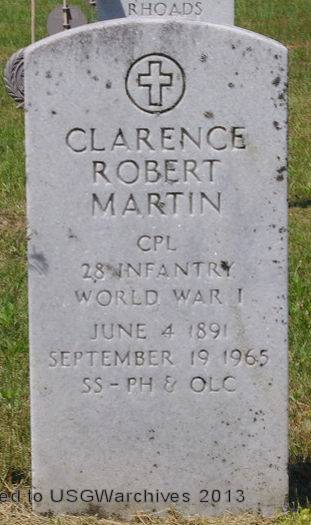 RHOADS
CLARENCE
ROBERT
MARTIN
CPL
28 INFANTRY
WORLD WAR I
JUNE 4 1891
SEPTEMBER 19 1965
SS-PH & OLC
ed to USGWarchives 2013